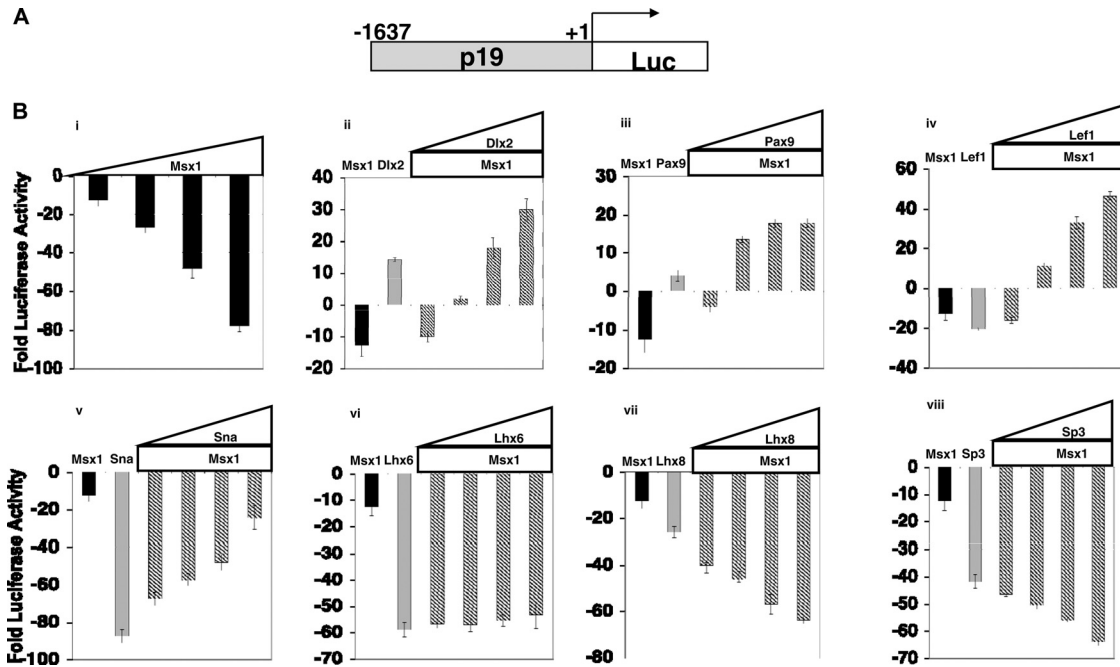 A
-1637 +1
p19 Luc
B
i
Msx1
Fold Luciferase Activity
0
-20
-40
-60
-80
-100
ii
Dlx2
Msx1 Dlx2 Msx1
40
30
20
10
0
-10
-20
iii
Pax9
Msx1 Pax9 Msx1
30
20
10
0
-10
-20
iv
Lef1
Msx1 Lef1 Msx1
60
40
20
0
-20
-40
v
Sna
Msx1 Sna Msx1
Fold Luciferase Activity
0
-20
-40
-60
-80
-100
vi
Lhx6
Msx1 Lhx6 Msx1
0
-10
-20
-30
-40
-50
-60
-70
vii
Lhx8
Msx1 Lhx8 Msx1
0
-20
-40
-60
-80
viii
Sp3
Msx1 Sp3 Msx1
0
-10
-20
-30
-40
-50
-60
-70